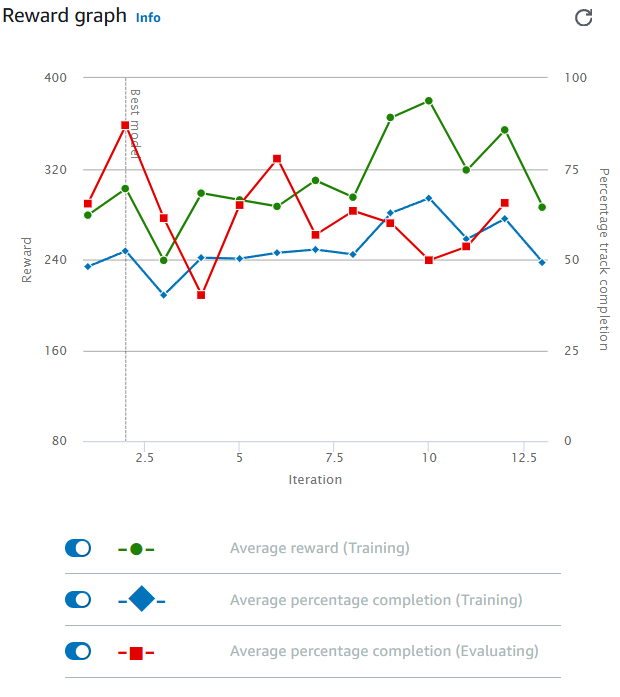 Reward graph Info
400
100
Best model
320
75
Reward
Percentage track completion
240
50
160
25
80
0
2.5
5
7.5
10
12.5
Iteration
Average reward (Training)
Average percentage completion (Training)
Average percentage completion (Evaluating)